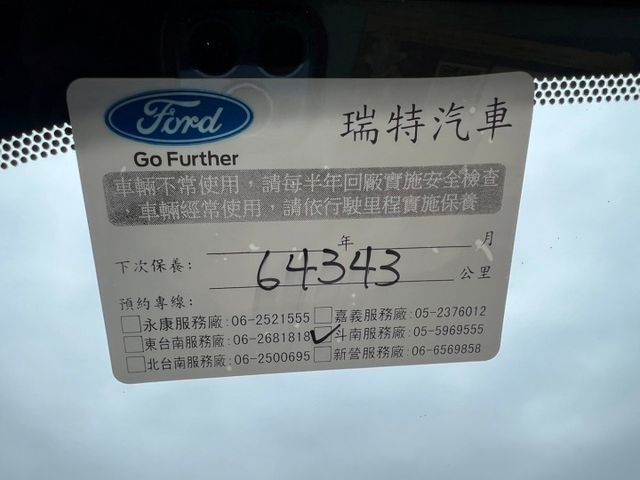 Ford 瑞特汽車
Go Further
車輛不常使用，請每半年回廠實施安全檢查
，車輛經常使用，請依行駛里程實施保養
年 月
下次保養: 64343 公里
預約專線:
永康服務廠:06-2521555 嘉義服務廠:05-2376012
東台南服務廠:06-2681818 斗南服務廠:05-5969555
北台南服務廠:06-2500695 新營服務廠:06-6569858